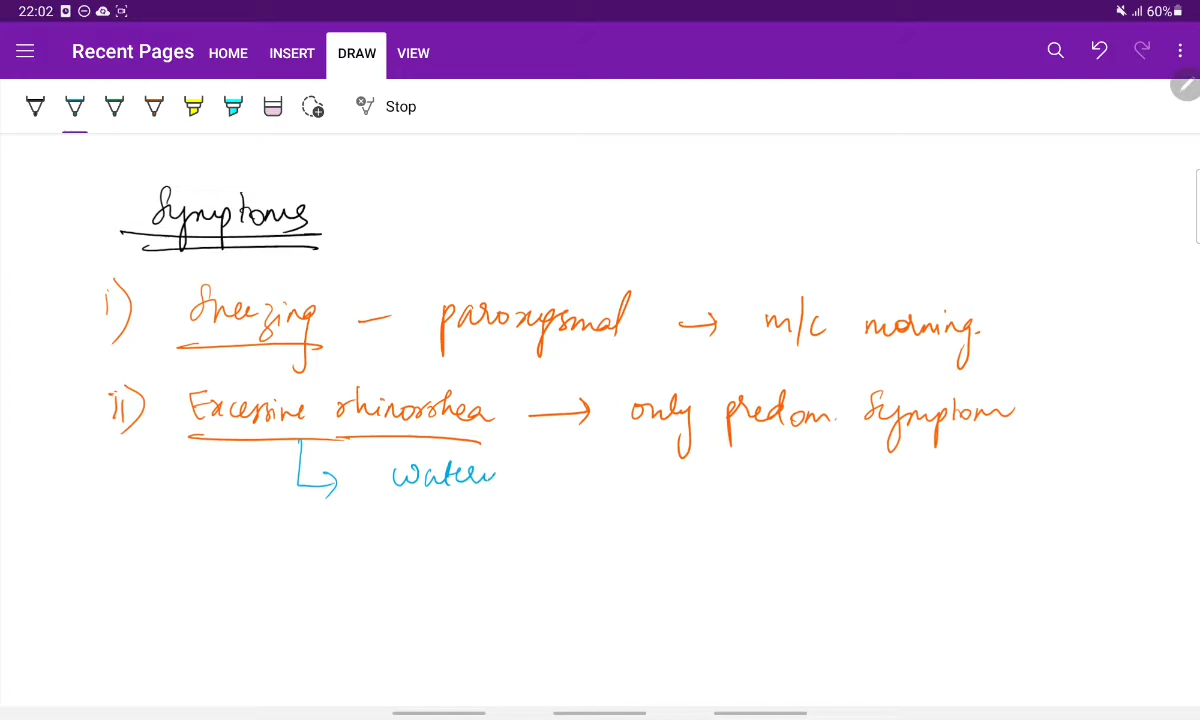 22:02 60%
Recent Pages HOME INSERT DRAW VIEW
Stop
Symptoms
i) Sneezing - paroxysmal → m/c morning.
ii) Excessive rhinorrhea → only predom. Symptom
Water